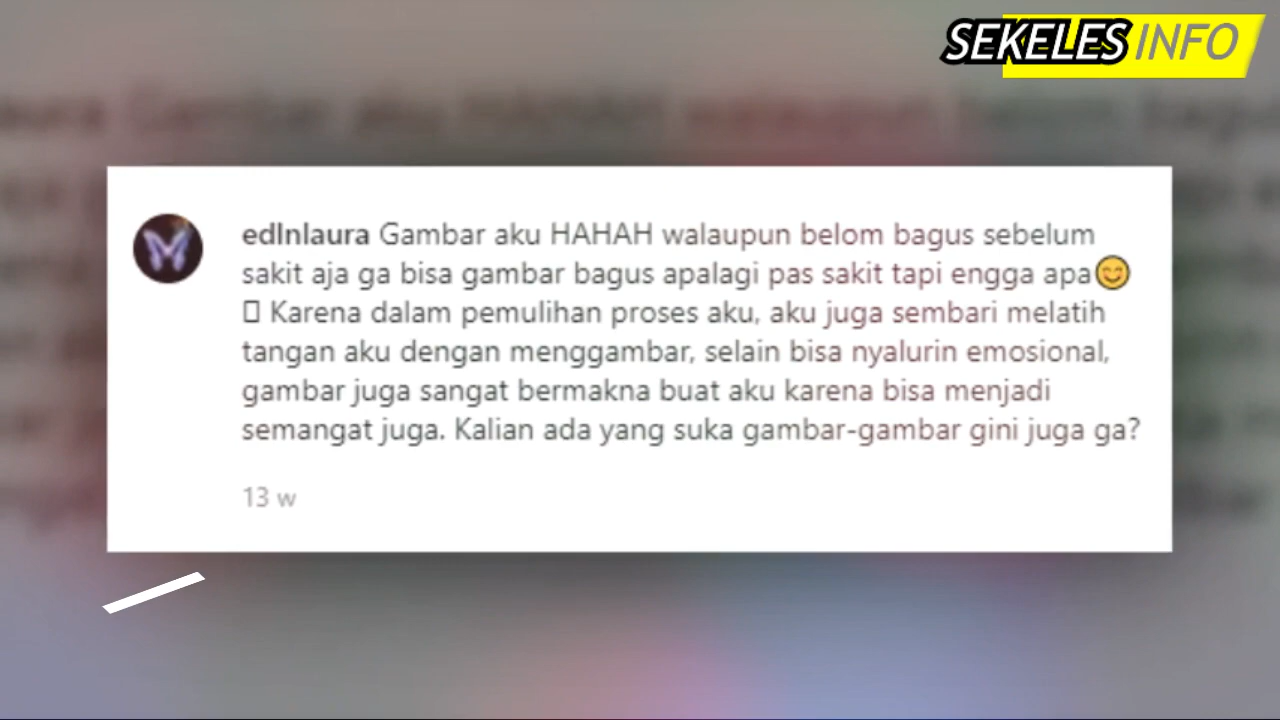 SEKELES INFO
edlnlaura Gambar aku HAHAH walaupun belom bagus sebelum
sakit aja ga bisa gambar bagus apalagi pas sakit tapi engga apa😊
▯ Karena dalam pemulihan proses aku, aku juga sembari melatih
tangan aku dengan menggambar, selain bisa nyalurin emosional,
gambar juga sangat bermakna buat aku karena bisa menjadi
semangat juga. Kalian ada yang suka gambar-gambar gini juga ga?
13 w